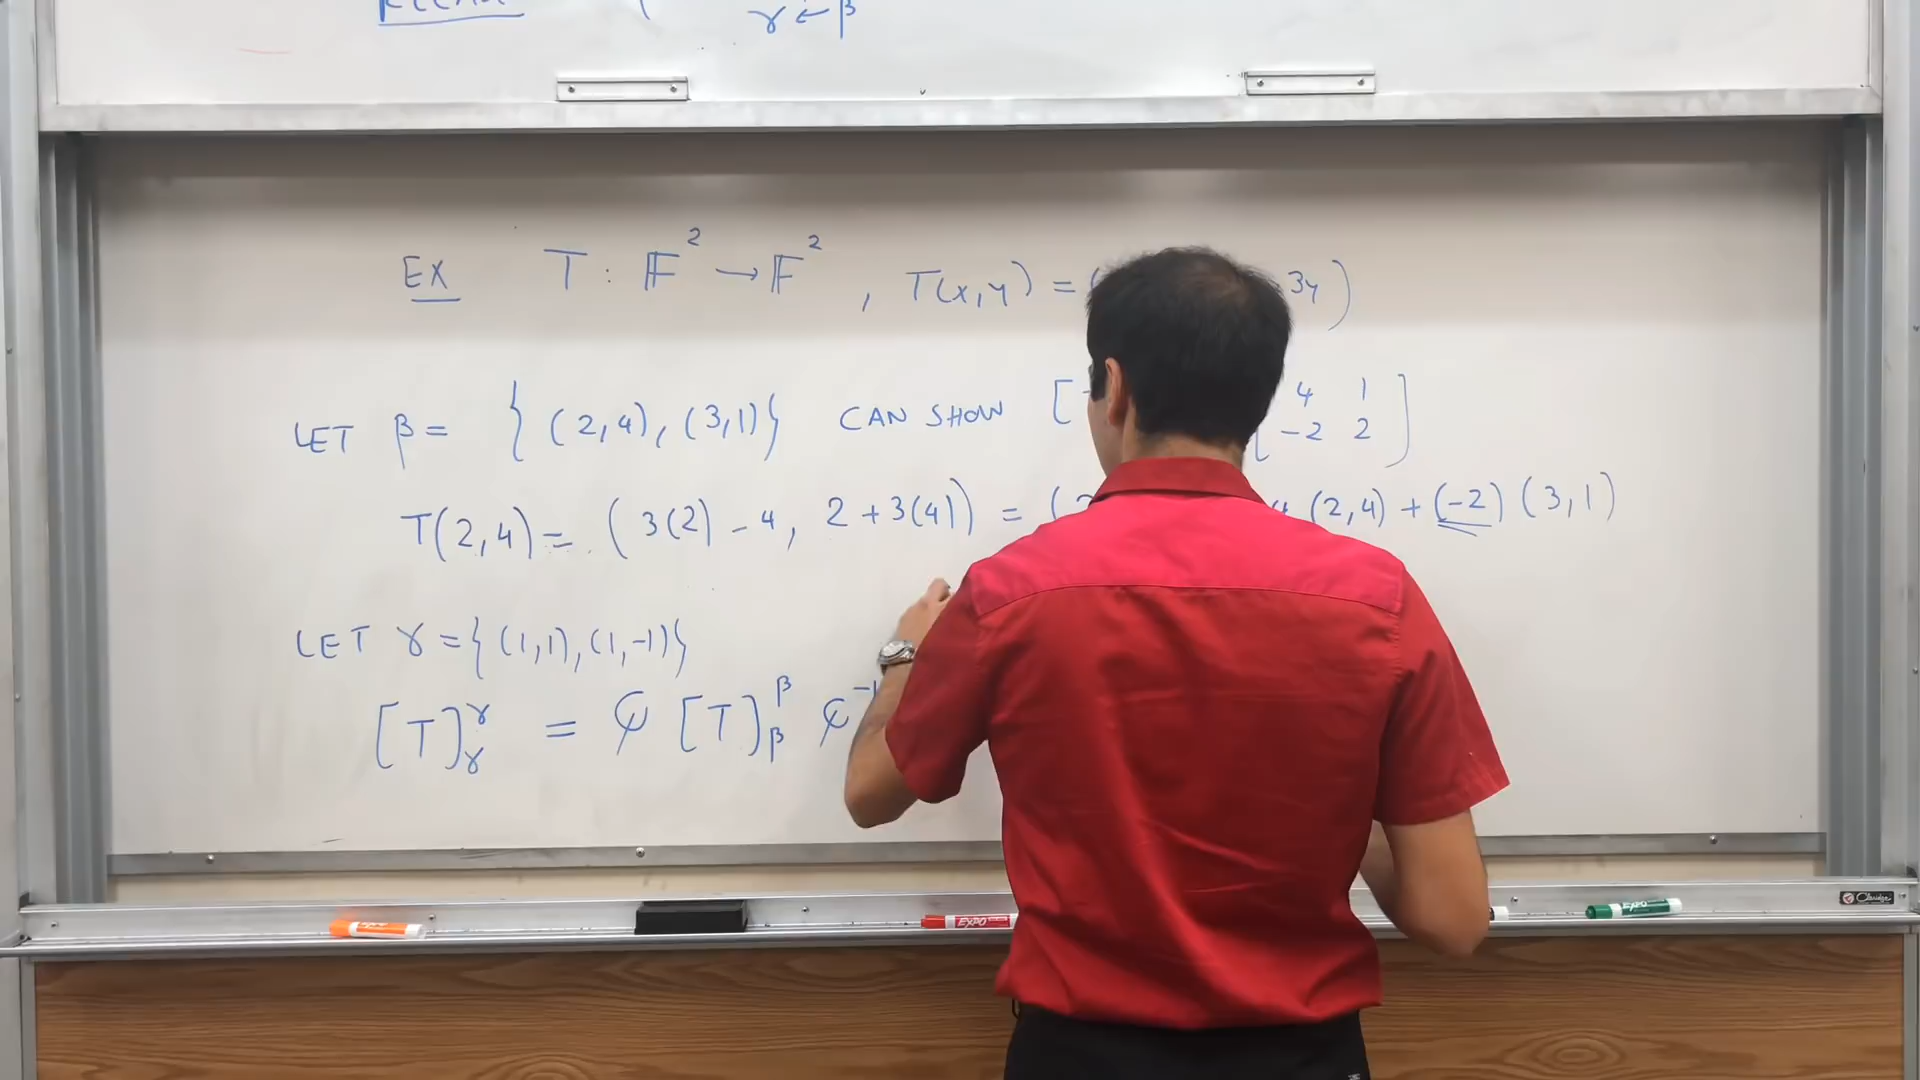 γ ← β
EX T : 𝔽² → 𝔽² , T(x,y) = ( 3y )
LET β = { (2,4), (3,1) } CAN SHOW [ 4 1
-2 2 ]
T(2,4) = (3(2) - 4, 2 + 3(4)) = ( (2,4) + (-2) (3,1)
LET γ = { (1,1), (1,-1) }
[T]γγ = ₵ [T]ββ ₵⁻¹
EXPO
EXPO